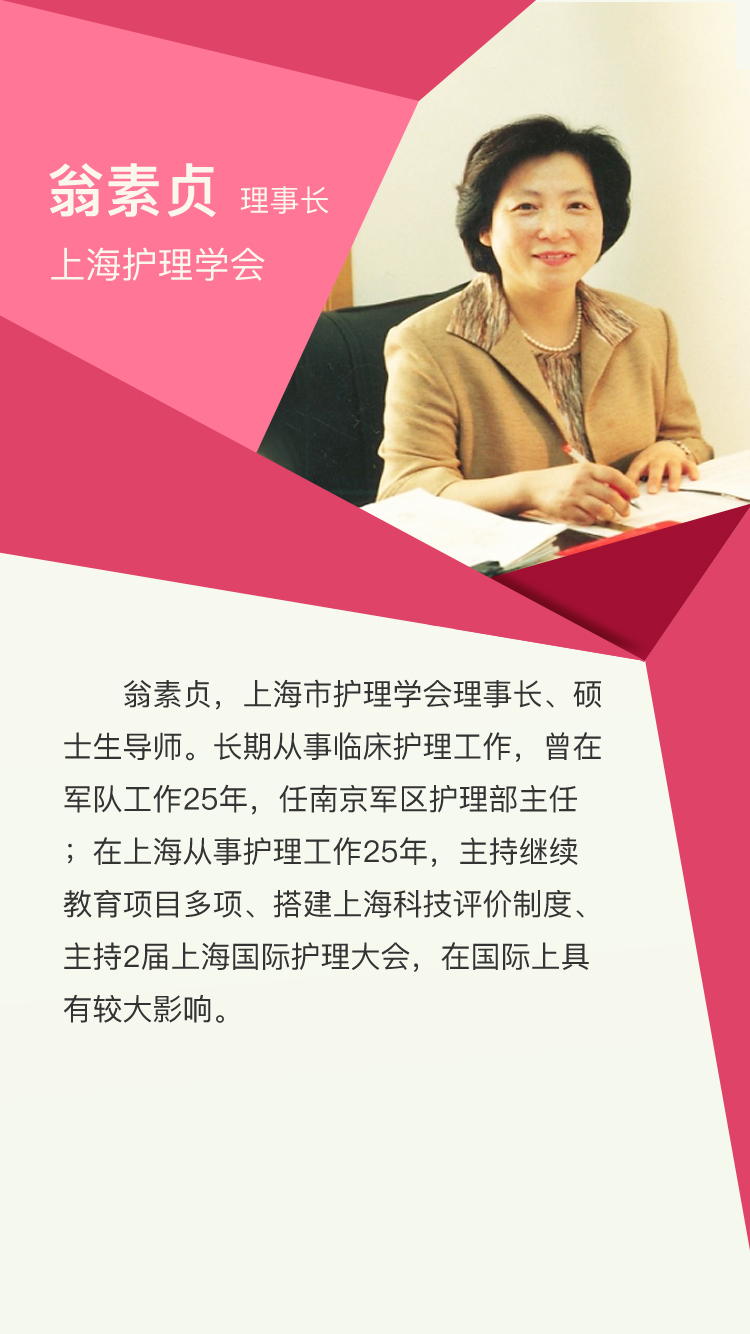 翁素贞 理事长
上海护理学会
翁素贞，上海市护理学会理事长、硕
士生导师。长期从事临床护理工作，曾在
军队工作25年，任南京军区护理部主任
；在上海从事护理工作25年，主持继续
教育项目多项、搭建上海科技评价制度、
主持2届上海国际护理大会，在国际上具
有较大影响。